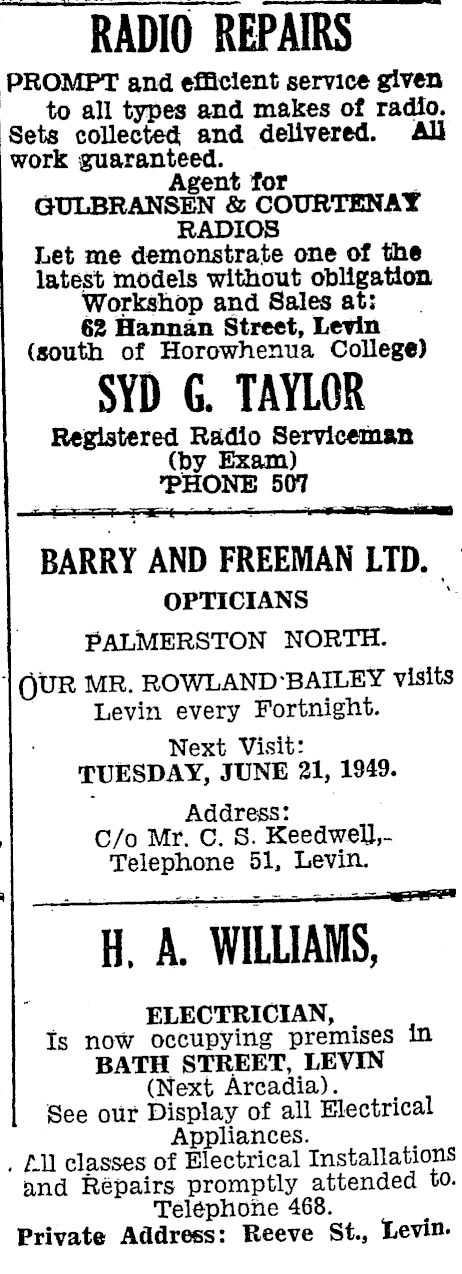 RADIO REPAIRS
PROMPT and efficient service given
to all types and makes of radio.
Sets collected and delivered. All
work guaranteed.
Agent for
GULBRANSEN & COURTENAY
RADIOS
Let me demonstrate one of the
latest models without obligation
Workshop and Sales at:
62 Hannan Street, Levin
(south of Horowhenua College)
SYD G. TAYLOR
Registered Radio Serviceman
(by Exam)
'PHONE 507
BARRY AND FREEMAN LTD.
OPTICIANS
PALMERSTON NORTH.
OUR MR. ROWLAND BAILEY visits
Levin every Fortnight.
Next Visit:
TUESDAY, JUNE 21, 1949.
Address:
C/o Mr. C. S. Keedwell,
Telephone 51, Levin.
H. A. WILLIAMS,
ELECTRICIAN,
Is now occupying premises in
BATH STREET, LEVIN
(Next Arcadia).
See our Display of all Electrical
Appliances.
All classes of Electrical Installations
and Repairs promptly attended to.
Telephone 468.
Private Address: Reeve St., Levin.